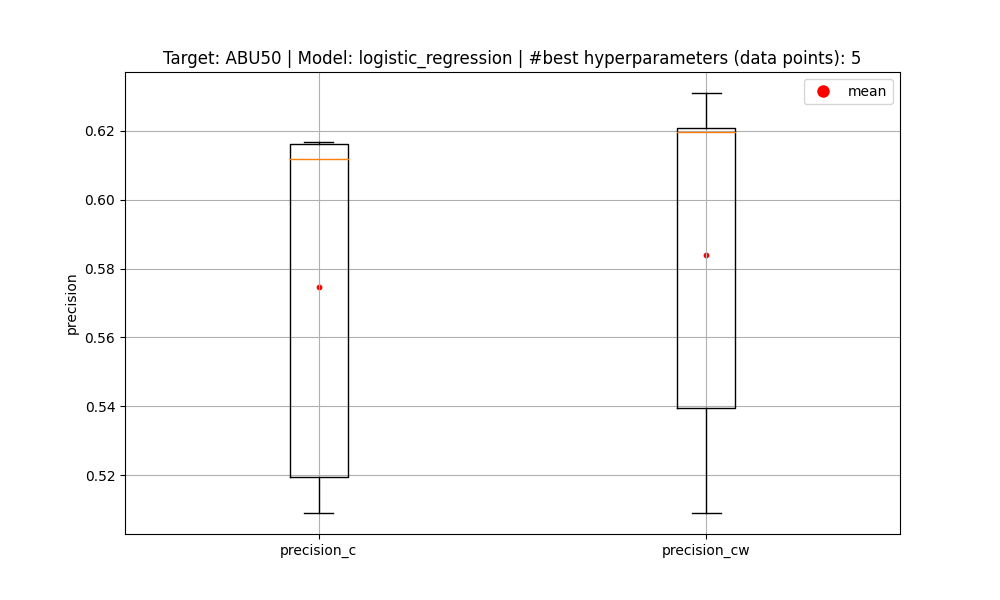 Target: ABU50 | Model: logistic_regression | #best hyperparameters (data points): 5
mean
0.62
0.60
0.58
0.56
0.54
0.52
precision
precision_c
precision_cw